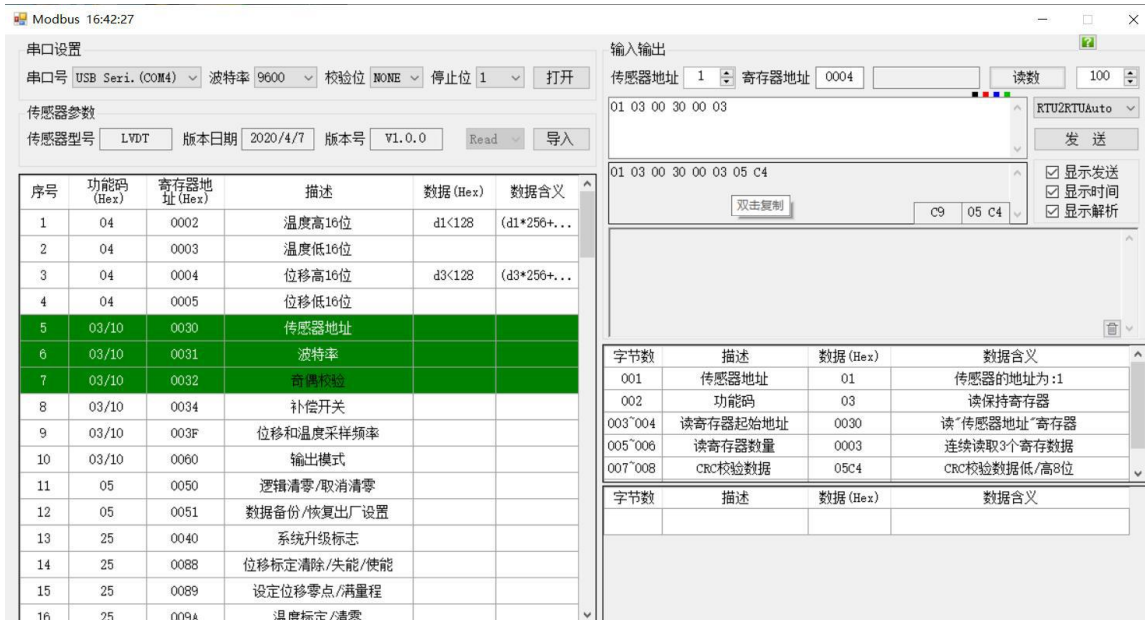 Modbus 16:42:27
串口设置
串口号 USB Seri.(COM4) 波特率 9600 校验位 NONE 停止位 1 打开
传感器参数
传感器型号 LVDT 版本日期 2020/4/7 版本号 V1.0.0 Read 导入
序号 功能码(Hex) 寄存器地址(Hex) 描述 数据(Hex) 数据含义
1 04 0002 温度高16位 d1<128 (d1*256+...
2 04 0003 温度低16位
3 04 0004 位移高16位 d3<128 (d3*256+...
4 04 0005 位移低16位
5 03/10 0030 传感器地址
6 03/10 0031 波特率
7 03/10 0032 奇偶校验
8 03/10 0034 补偿开关
9 03/10 003F 位移和温度采样频率
10 03/10 0060 输出模式
11 05 0050 逻辑清零/取消清零
12 05 0051 数据备份/恢复出厂设置
13 25 0040 系统升级标志
14 25 0088 位移标定清除/失能/使能
15 25 0089 设定位移零点/满量程
16 25 009A 温度标定/清零
输入输出
传感器地址 1 寄存器地址 0004 读数 100
01 03 00 30 00 03
RTU2RTUAuto
发 送
01 03 00 30 00 03 05 C4
双击复制
C9 05 C4
显示发送
显示时间
显示解析
字节数 描述 数据(Hex) 数据含义
001 传感器地址 01 传感器的地址为:1
002 功能码 03 读保持寄存器
003~004 读寄存器起始地址 0030 读"传感器地址"寄存器
005~006 读寄存器数量 0003 连续读取3个寄存数据
007~008 CRC校验数据 05C4 CRC校验数据低/高8位
字节数 描述 数据(Hex) 数据含义